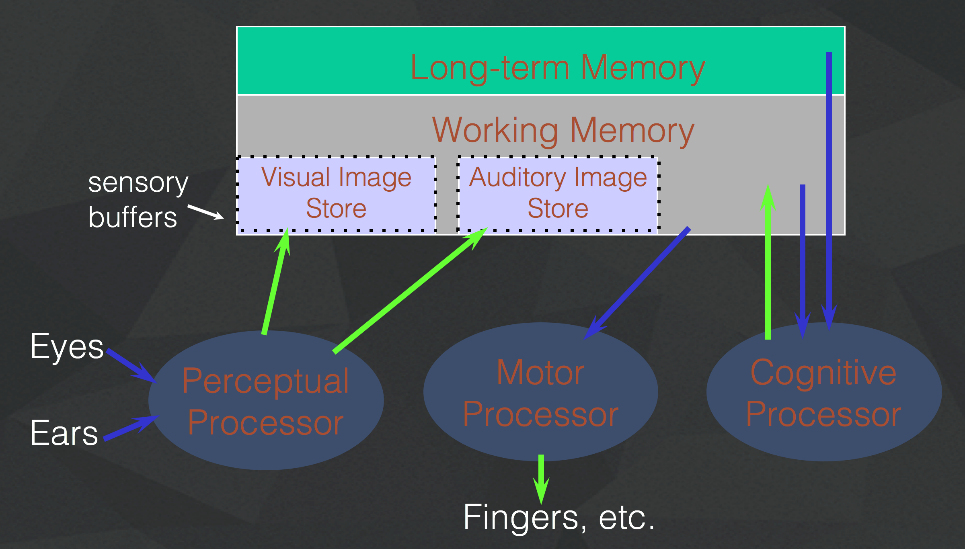 Long-term Memory
Working Memory
Visual Image
Store
Auditory Image
Store
sensory
buffers
Eyes
Ears
Perceptual
Processor
Motor
Processor
Cognitive
Processor
Fingers, etc.